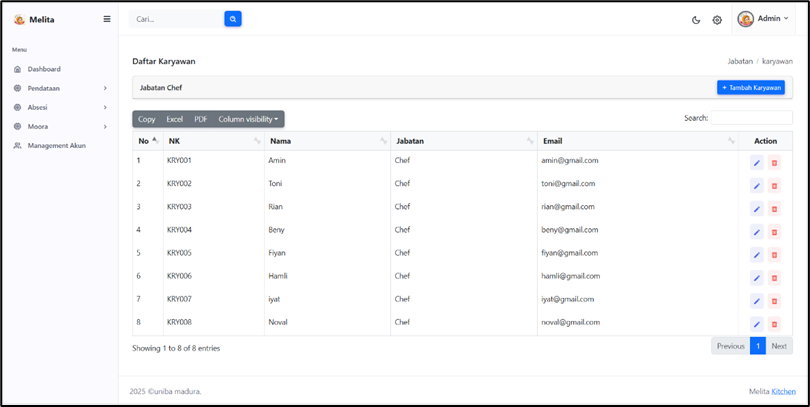 Melita
Cari...
Admin
Menu
Dashboard
Pendataan
Absesi
Moora
Management Akun
Daftar Karyawan
Jabatan / karyawan
Jabatan Chef
+ Tambah Karyawan
Copy Excel PDF Column visibility
Search:
No NK Nama Jabatan Email Action
1 KRY001 Amin Chef amin@gmail.com
2 KRY002 Toni Chef toni@gmail.com
3 KRY003 Rian Chef rian@gmail.com
4 KRY004 Beny Chef beny@gmail.com
5 KRY005 Fiyan Chef fiyan@gmail.com
6 KRY006 Hamli Chef hamli@gmail.com
7 KRY007 iyat Chef iyat@gmail.com
8 KRY008 Noval Chef noval@gmail.com
Showing 1 to 8 of 8 entries
Previous 1 Next
2025 ©uniba madura.
Melita Kitchen